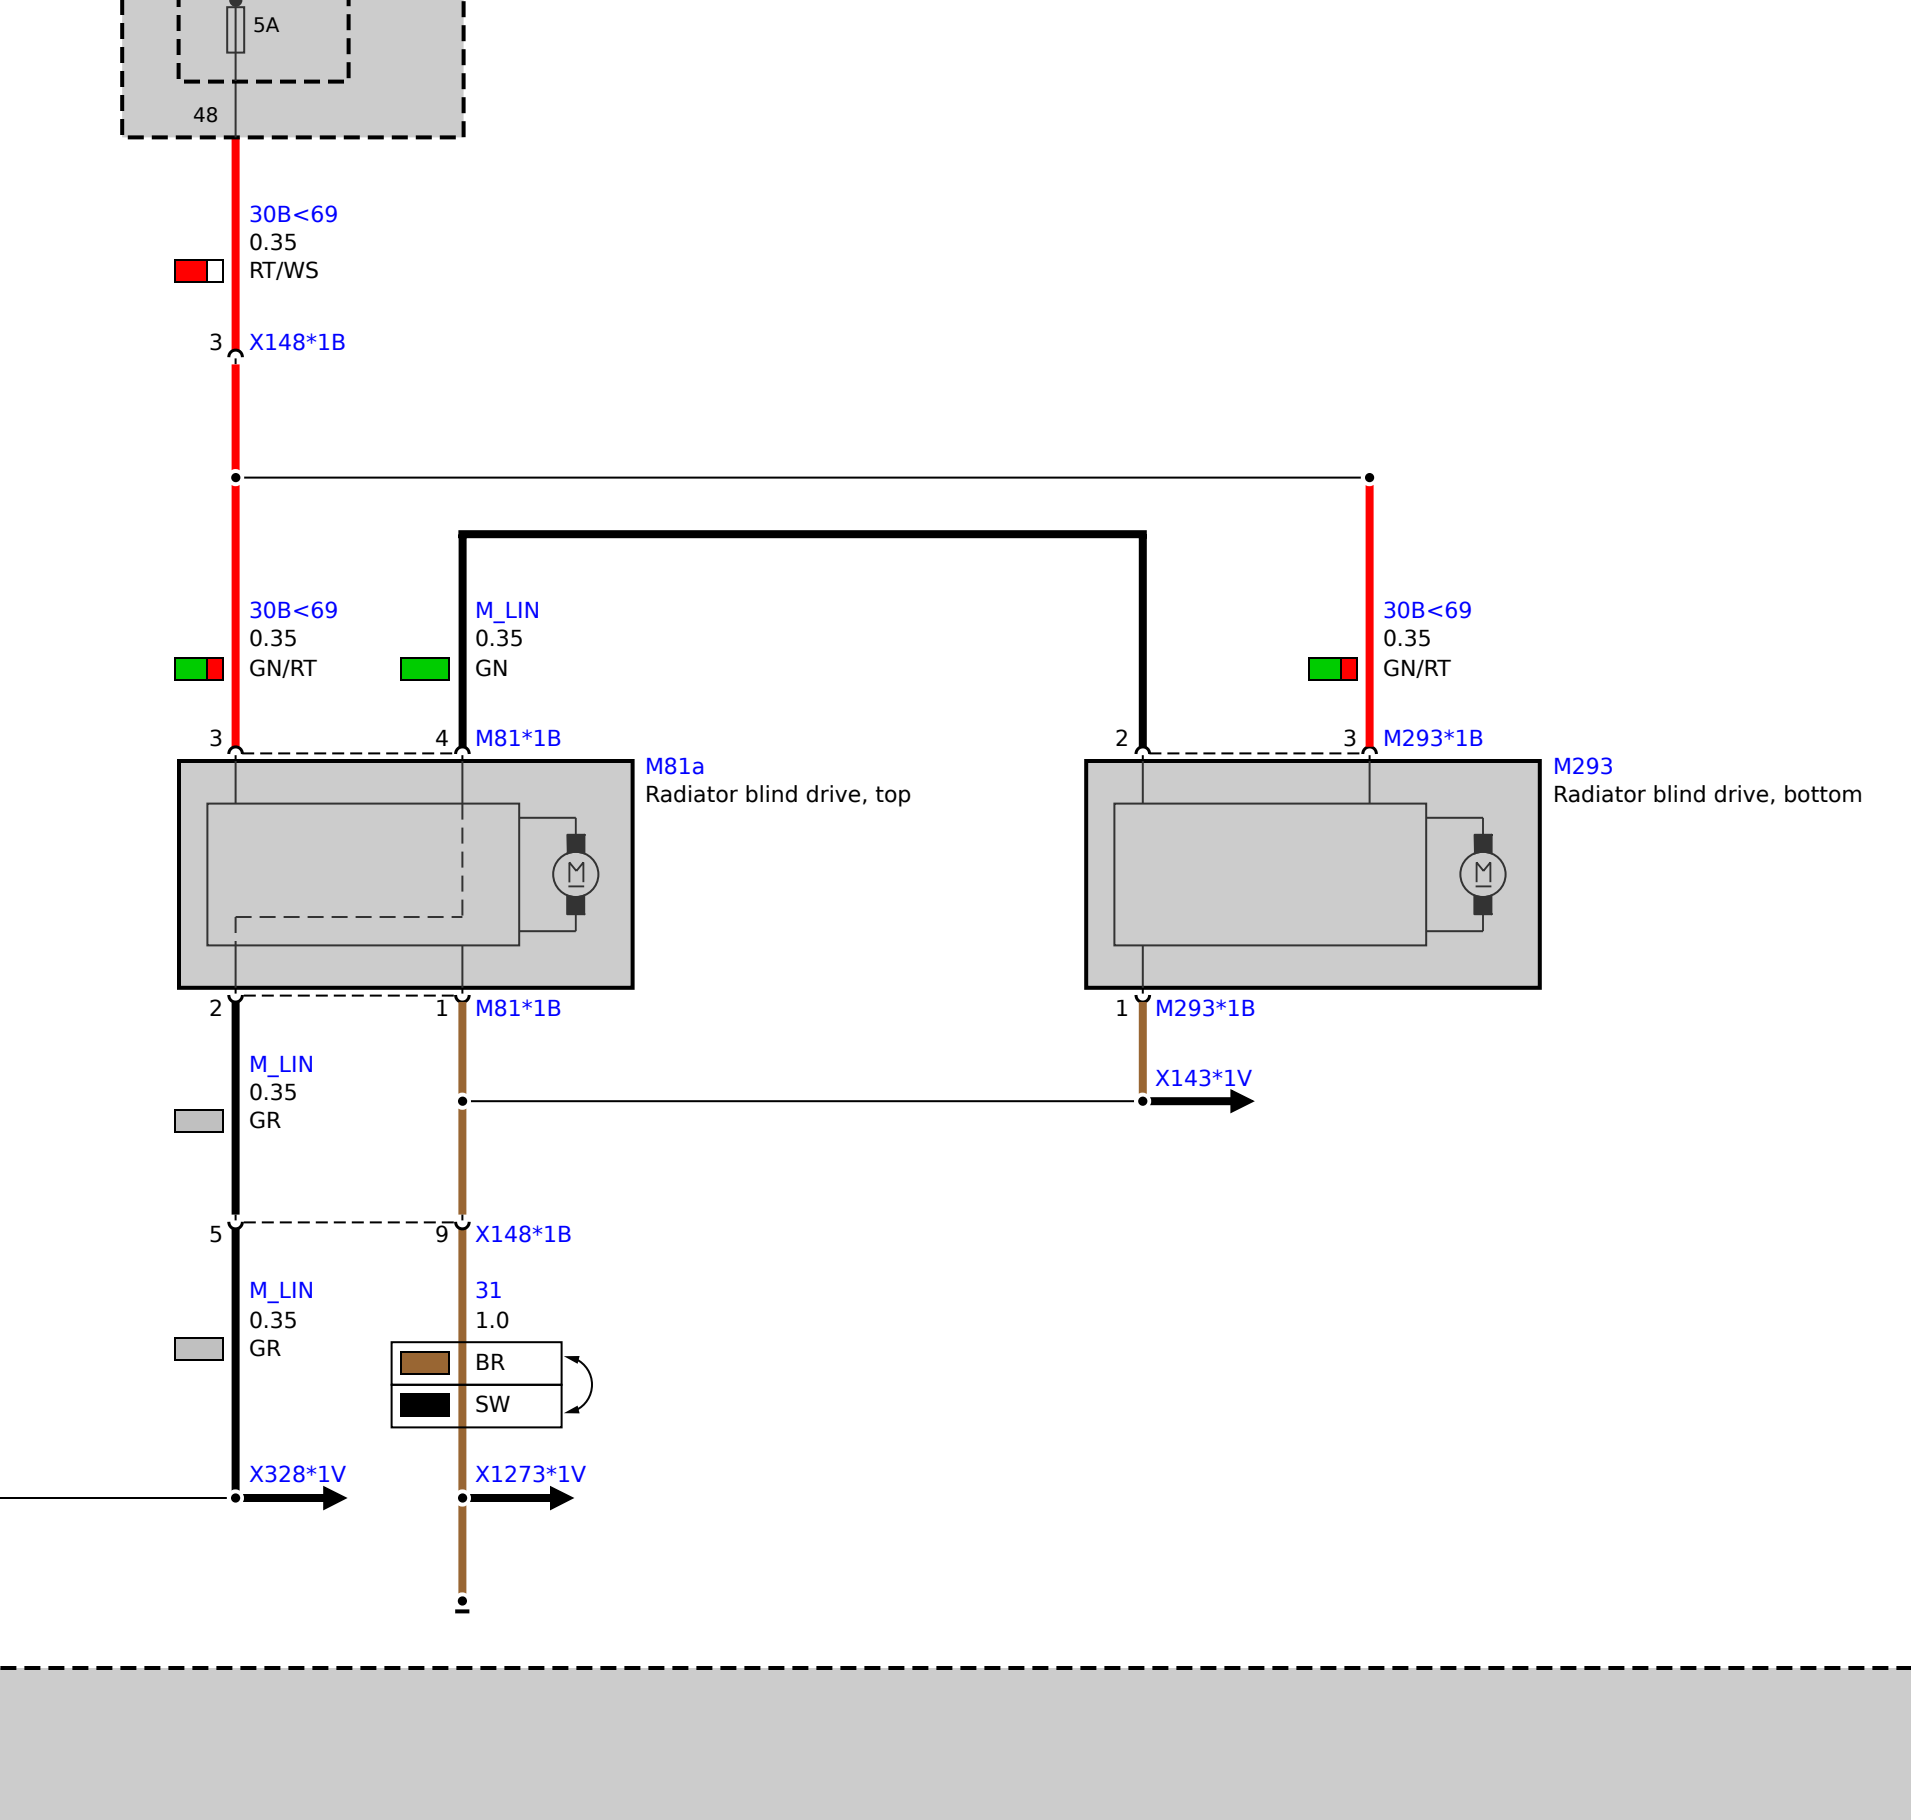 5A
48
30B<69
0.35
RT/WS
3 X148*1B
30B<69
0.35
GN/RT
M_LIN
0.35
GN
30B<69
0.35
GN/RT
3
4 M81*1B
2
3 M293*1B
M81a
Radiator blind drive, top
M293
Radiator blind drive, bottom
M
M
2
1 M81*1B
1 M293*1B
M_LIN
0.35
GR
X143*1V
5
9 X148*1B
M_LIN
0.35
GR
31
1.0
BR
SW
X328*1V
X1273*1V